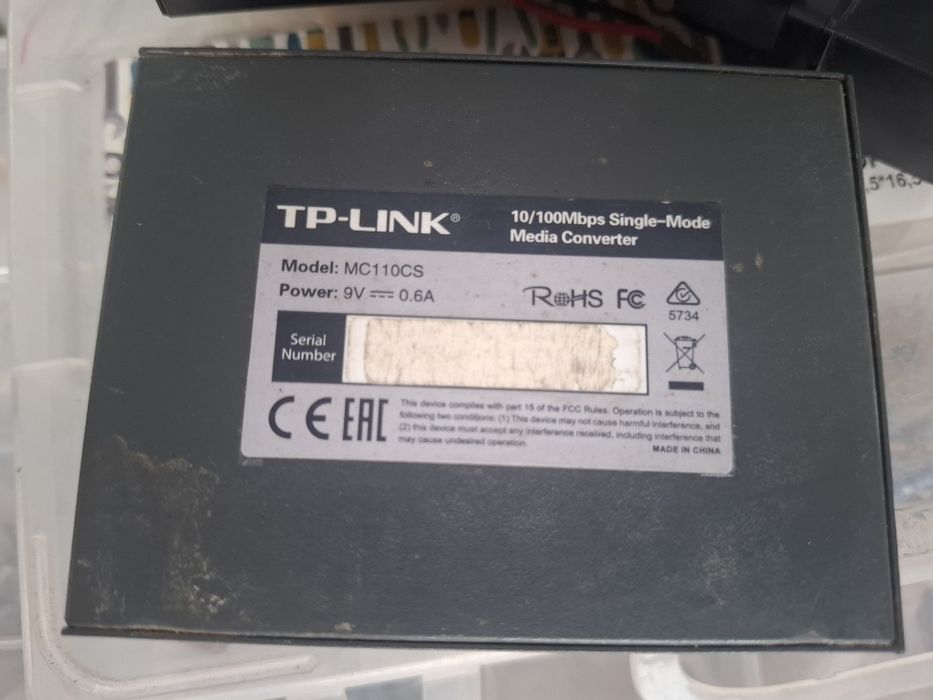 TP-LINK®
10/100Mbps Single-Mode
Media Converter
Model: MC110CS
Power: 9V ⎓ 0.6A
RoHS FC
5734
Serial
Number
CE EAC
This device complies with part 15 of the FCC Rules. Operation is subject to the
following two conditions: (1) This device may not cause harmful interference, and
(2) this device must accept any interference received, including interference that
may cause undesired operation.
MADE IN CHINA